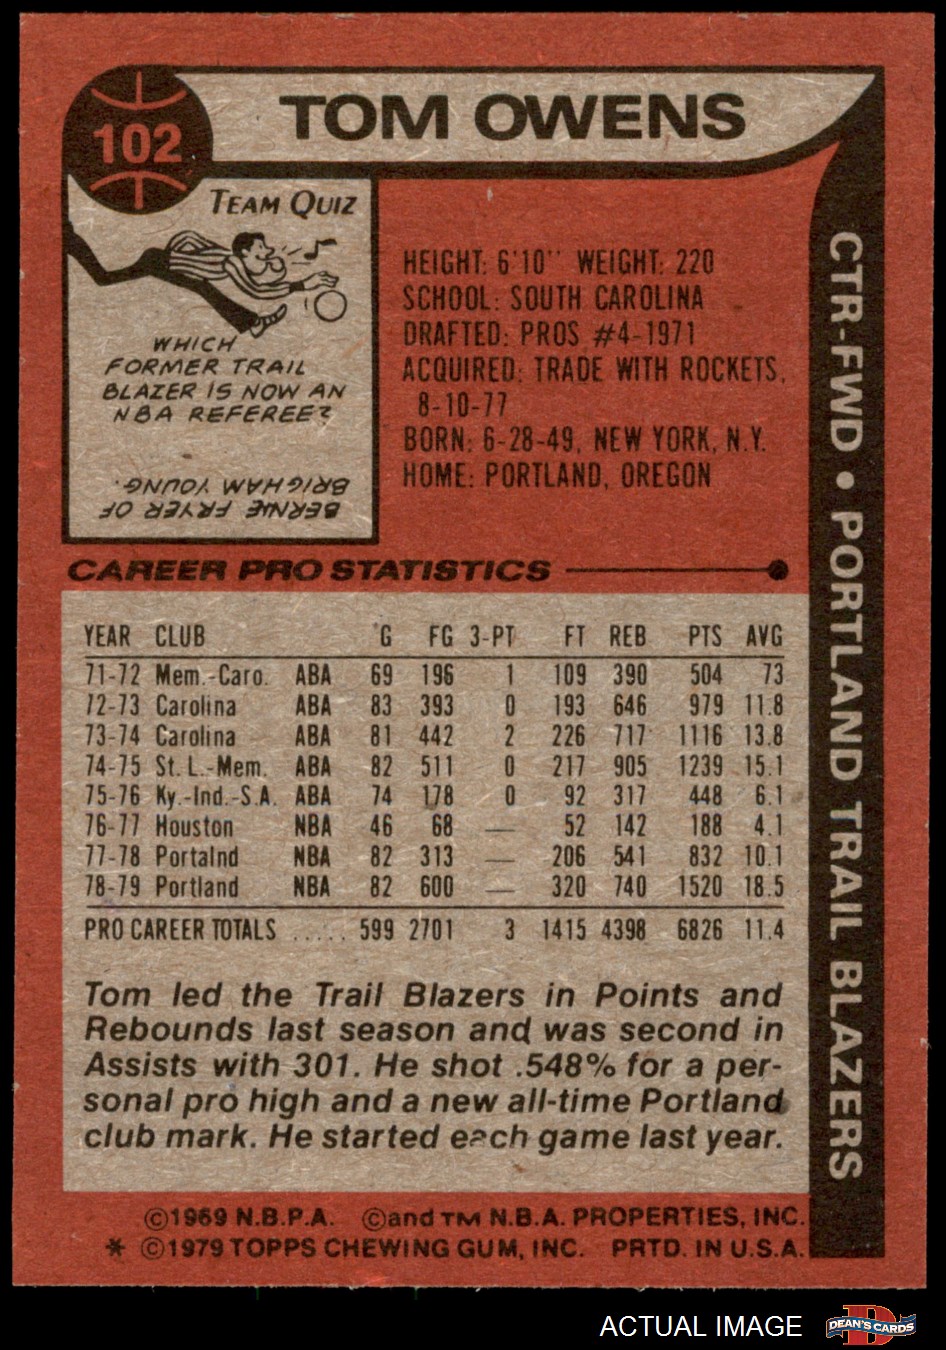 102
TOM OWENS
TEAM QUIZ
WHICH
FORMER TRAIL
BLAZER IS NOW AN
NBA REFEREE?
BERNIE FRYER OF
BRIGHAM YOUNG.
HEIGHT: 6'10" WEIGHT: 220
SCHOOL: SOUTH CAROLINA
DRAFTED: PROS #4-1971
ACQUIRED: TRADE WITH ROCKETS,
8-10-77
BORN: 6-28-49, NEW YORK, N.Y.
HOME: PORTLAND, OREGON
CTR-FWD • PORTLAND TRAIL BLAZERS
CAREER PRO STATISTICS
YEAR CLUB G FG 3-PT FT REB PTS AVG
71-72 Mem.-Caro. ABA 69 196 1 109 390 504 73
72-73 Carolina ABA 83 393 0 193 646 979 11.8
73-74 Carolina ABA 81 442 2 226 717 1116 13.8
74-75 St. L.-Mem. ABA 82 511 0 217 905 1239 15.1
75-76 Ky.-Ind.-S.A. ABA 74 178 0 92 317 448 6.1
76-77 Houston NBA 46 68 — 52 142 188 4.1
77-78 Portalnd NBA 82 313 — 206 541 832 10.1
78-79 Portland NBA 82 600 — 320 740 1520 18.5
PRO CAREER TOTALS ..... 599 2701 3 1415 4398 6826 11.4
Tom led the Trail Blazers in Points and
Rebounds last season and was second in
Assists with 301. He shot .548% for a per-
sonal pro high and a new all-time Portland
club mark. He started each game last year.
©1969 N.B.P.A. ©and TM N.B.A. PROPERTIES, INC.
* ©1979 TOPPS CHEWING GUM, INC. PRTD. IN U.S.A.
ACTUAL IMAGE
D
DEAN'S CARDS